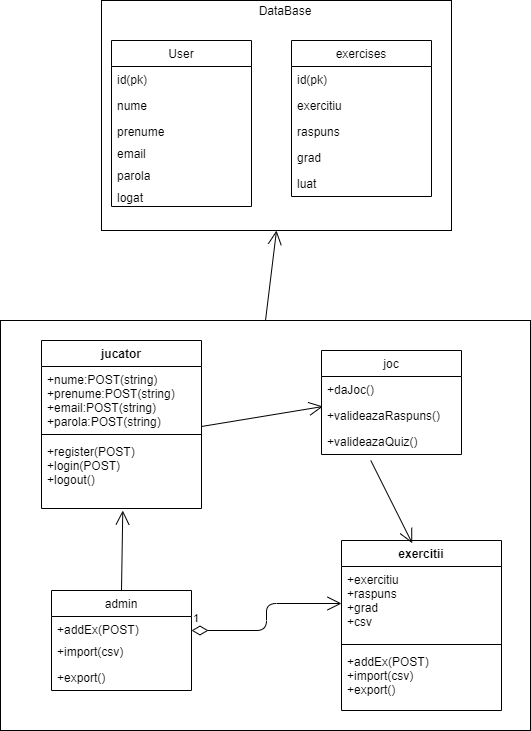 DataBase
User
id(pk)
nume
prenume
email
parola
logat
exercises
id(pk)
exercitiu
raspuns
grad
luat
jucator
+nume:POST(string)
+prenume:POST(string)
+email:POST(string)
+parola:POST(string)
+register(POST)
+login(POST)
+logout()
joc
+daJoc()
+valideazaRaspuns()
+valideazaQuiz()
admin
+addEx(POST)
+import(csv)
+export()
1
exercitii
+exercitiu
+raspuns
+grad
+csv
+addEx(POST)
+import(csv)
+export()